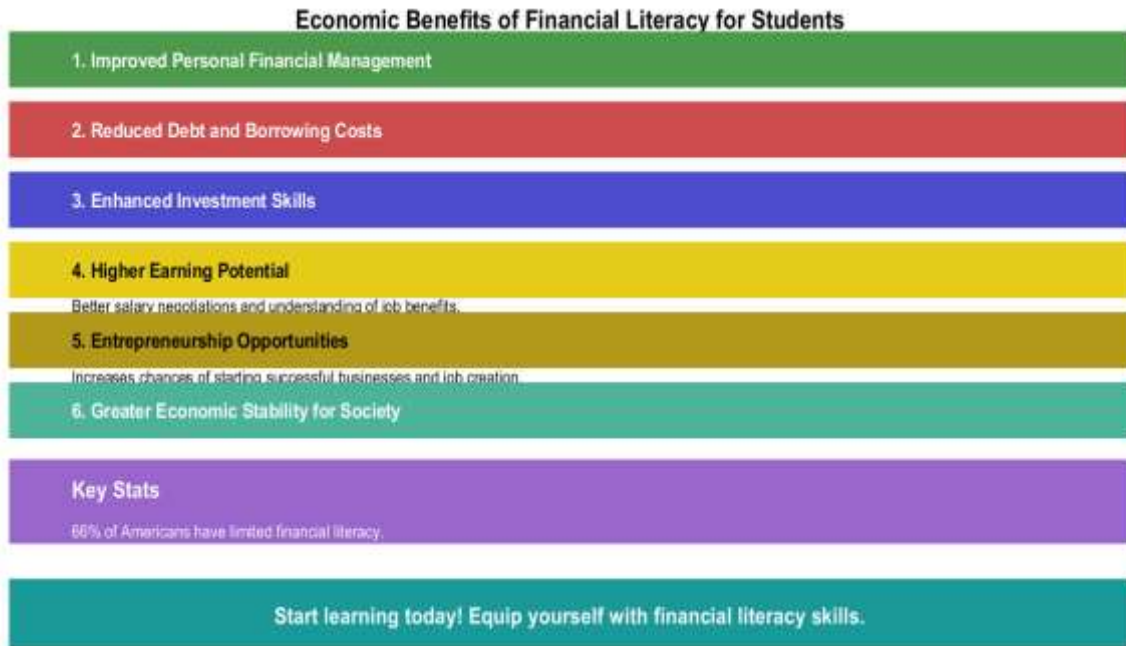 Economic Benefits of Financial Literacy for Students
1. Improved Personal Financial Management
2. Reduced Debt and Borrowing Costs
3. Enhanced Investment Skills
4. Higher Earning Potential
Better salary negotiations and understanding of job benefits.
5. Entrepreneurship Opportunities
Increases chances of starting successful businesses and job creation.
6. Greater Economic Stability for Society
Key Stats
66% of Americans have limited financial literacy.
Start learning today! Equip yourself with financial literacy skills.